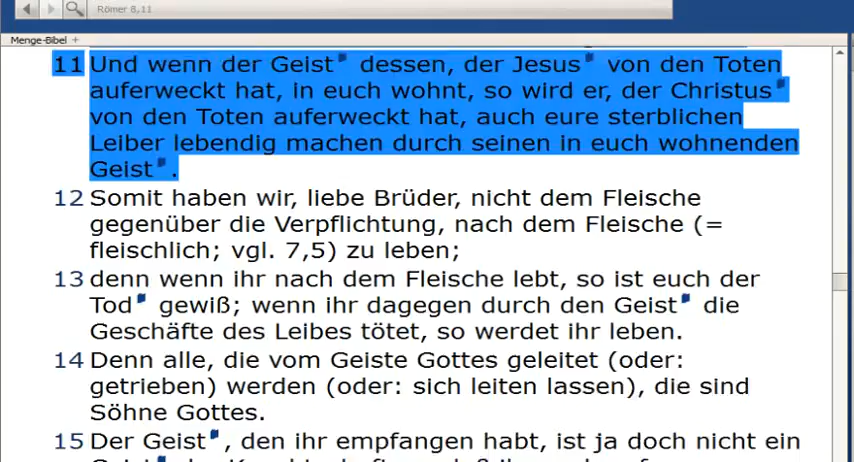 Römer 8,11
Menge-Bibel +
11 Und wenn der Geist dessen, der Jesus von den Toten
auferweckt hat, in euch wohnt, so wird er, der Christus
von den Toten auferweckt hat, auch eure sterblichen
Leiber lebendig machen durch seinen in euch wohnenden
Geist.
12 Somit haben wir, liebe Brüder, nicht dem Fleische
gegenüber die Verpflichtung, nach dem Fleische (=
fleischlich; vgl. 7,5) zu leben;
13 denn wenn ihr nach dem Fleische lebt, so ist euch der
Tod gewiß; wenn ihr dagegen durch den Geist die
Geschäfte des Leibes tötet, so werdet ihr leben.
14 Denn alle, die vom Geiste Gottes geleitet (oder:
getrieben) werden (oder: sich leiten lassen), die sind
Söhne Gottes.
15 Der Geist, den ihr empfangen habt, ist ja doch nicht ein